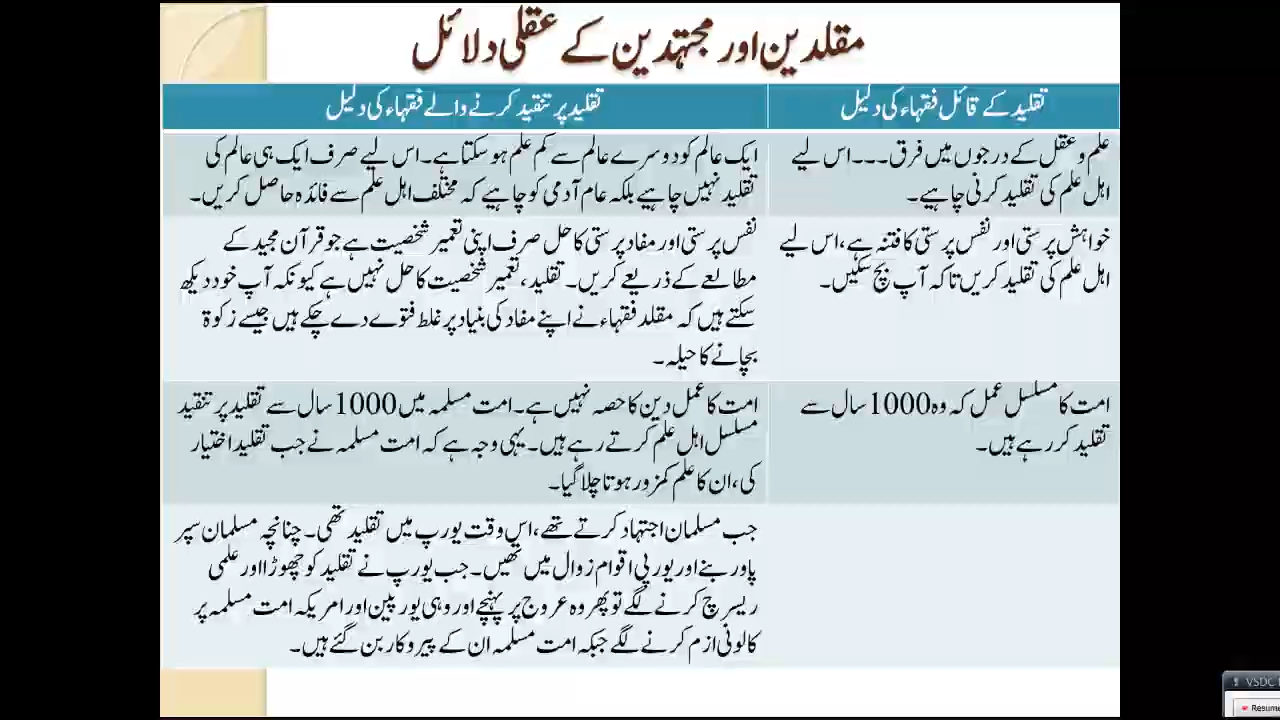 مقلدین اور مجتہدین کے عقلی دلائل
تقلید کے قائل فقہاء کی دلیل
تقلید پر تنقید کرنے والے فقہاء کی دلیل
علم و عقل کے درجوں میں فرق۔۔۔ اس لیے
اہل علم کی تقلید کرنی چاہیے۔
ایک عالم کو دوسرے عالم سے کم علم ہو سکتا ہے۔ اس لیے صرف ایک ہی عالم کی
تقلید نہیں چاہیے بلکہ عام آدمی کو چاہیے کہ مختلف اہل علم سے فائدہ حاصل کریں۔
خواہش پرستی اور نفس پرستی کا فتنہ ہے، اس لیے
اہل علم کی تقلید کریں تاکہ آپ بچ سکیں۔
نفس پرستی اور مفاد پرستی کا حل صرف اپنی تعمیر شخصیت ہے جو قرآن مجید کے
مطالعے کے ذریعے کریں۔ تقلید، تعمیر شخصیت کا حل نہیں ہے کیونکہ آپ خود دیکھ
سکتے ہیں کہ مقلد فقہاء نے اپنے مفاد کی بنیاد پر غلط فتوے دے چکے ہیں جیسے زکوۃ
بچانے کا حیلہ۔
امت کا مسلسل عمل کہ وہ 1000 سال سے
تقلید کر رہے ہیں۔
امت کا عمل دین کا حصہ نہیں ہے۔ امت مسلمہ میں 1000 سال سے تقلید پر تنقید
مسلسل اہل علم کرتے رہے ہیں۔ یہی وجہ ہے کہ امت مسلمہ نے جب تقلید اختیار
کی، ان کا علم کمزور ہوتا چلا گیا۔
جب مسلمان اجتہاد کرتے تھے، اس وقت یورپ میں تقلید تھی۔ چنانچہ مسلمان سپر
پاور بنے اور یورپی اقوام زوال میں تھیں۔ جب یورپ نے تقلید کو چھوڑا اور علمی
ریسرچ کرنے لگے تو پھر وہ عروج پر پہنچے اور وہی یورپین اور امریکہ امت مسلمہ پر
کالونی ازم کرنے لگے جبکہ امت مسلمہ ان کے پیروکار بن گئے ہیں۔
VSDC
Resume